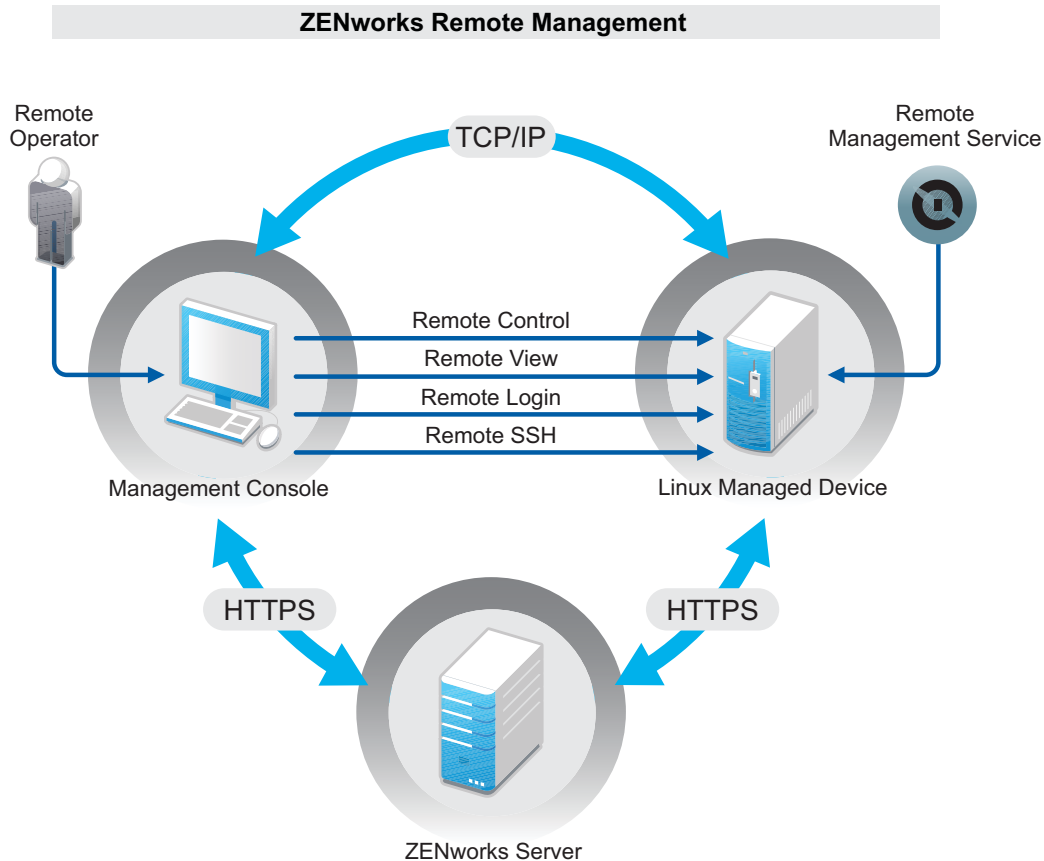 ZENworks Remote Management
Remote
Operator
TCP/IP
Remote
Management Service
Remote Control
Remote View
Remote Login
Remote SSH
Management Console
Linux Managed Device
HTTPS
HTTPS
ZENworks Server